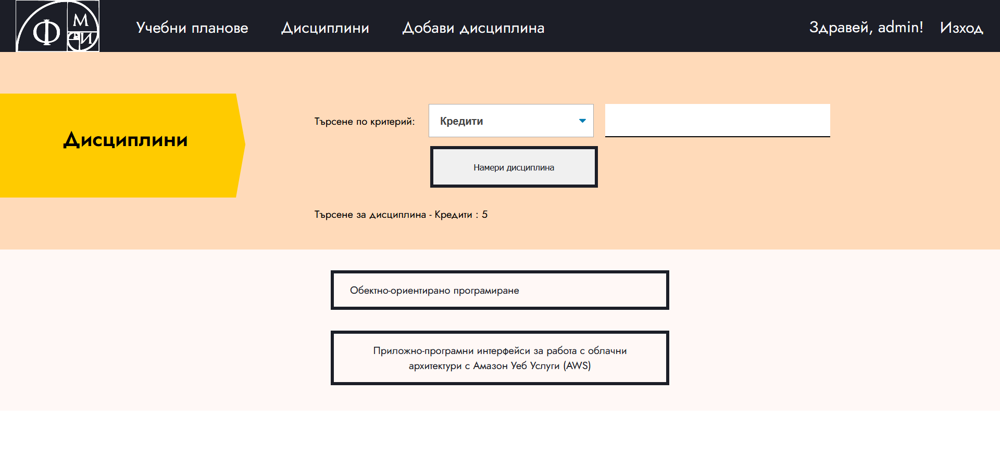 Ф М И
Учебни планове
Дисциплини
Добави дисциплина
Здравей, admin!
Изход
Дисциплини
Търсене по критерий:
Кредити
Намери дисциплина
Търсене за дисциплина - Кредити : 5
Обектно-ориентирано програмиране
Приложно-програмни интерфейси за работа с облачни
архитектури с Амазон Уеб Услуги (AWS)